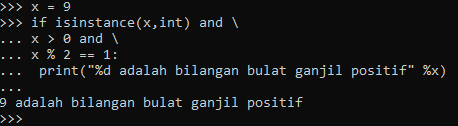 >>> x = 9
>>> if isinstance(x,int) and \
... x > 0 and \
... x % 2 == 1:
...  print("%d adalah bilangan bulat ganjil positif" %x)
...
9 adalah bilangan bulat ganjil positif
>>>